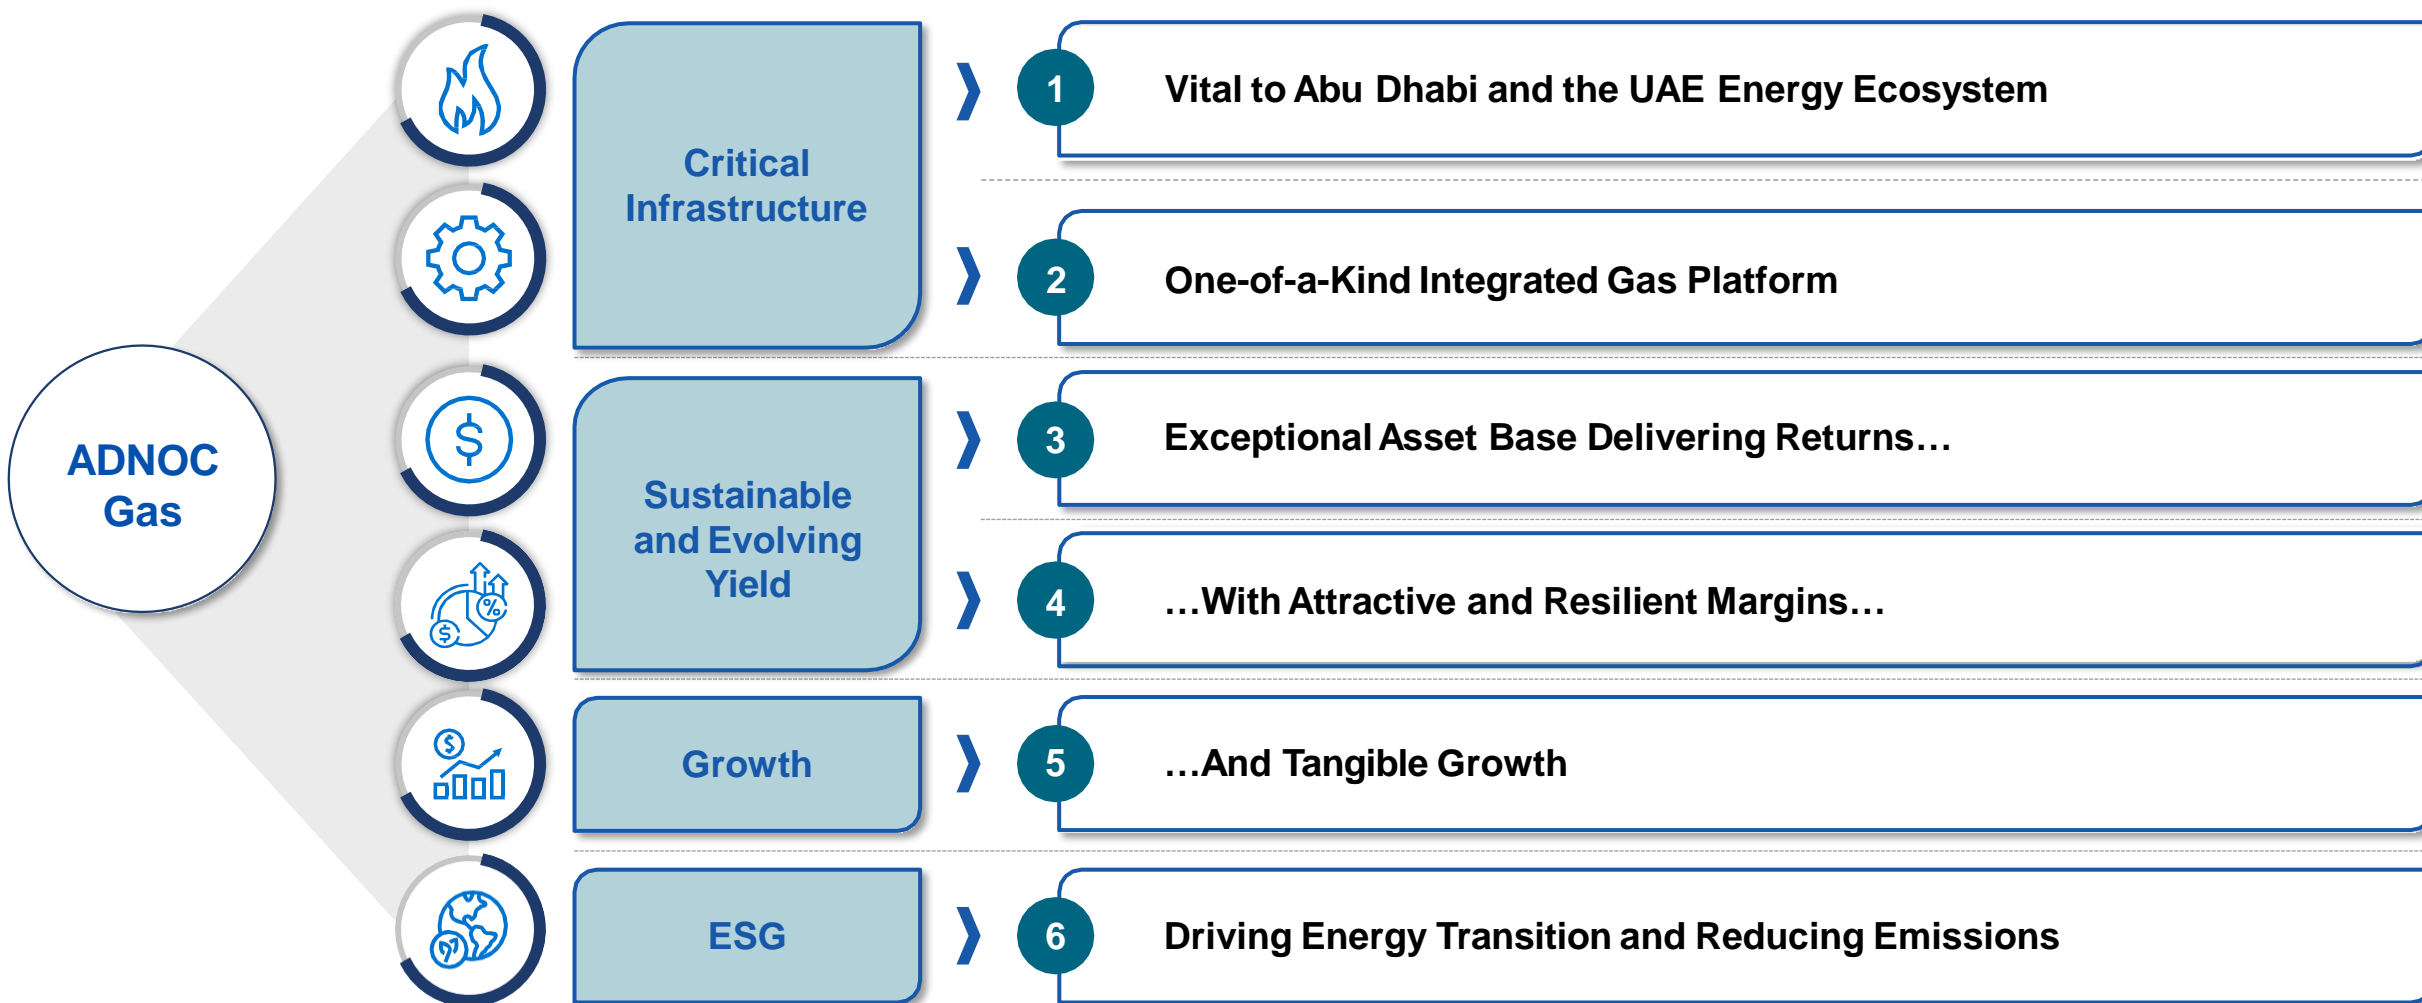 ADNOC
Gas
Critical
Infrastructure
1
Vital to Abu Dhabi and the UAE Energy Ecosystem
2
One-of-a-Kind Integrated Gas Platform
Sustainable
and Evolving
Yield
3
Exceptional Asset Base Delivering Returns…
4
…With Attractive and Resilient Margins…
Growth
5
…And Tangible Growth
ESG
6
Driving Energy Transition and Reducing Emissions
$
$
%
$